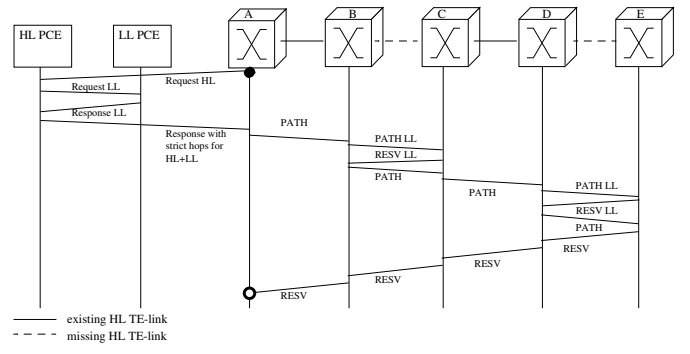 HL PCE
LL PCE
A
B
C
D
E
Request HL
Request LL
Response LL
Response with
strict hops for
HL+LL
PATH
PATH LL
RESV LL
PATH
PATH
PATH LL
RESV LL
PATH
RESV
RESV
RESV
RESV
existing HL TE-link
missing HL TE-link